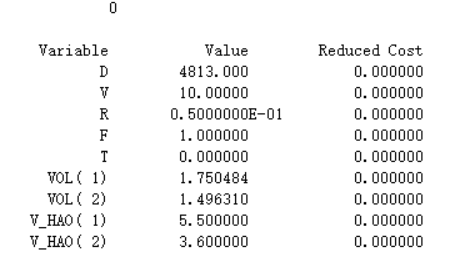 0
Variable Value Reduced Cost
D 4813.000 0.000000
V 10.00000 0.000000
R 0.5000000E-01 0.000000
F 1.000000 0.000000
T 0.000000 0.000000
VOL( 1) 1.750484 0.000000
VOL( 2) 1.496310 0.000000
V_HAO( 1) 5.500000 0.000000
V_HAO( 2) 3.600000 0.000000